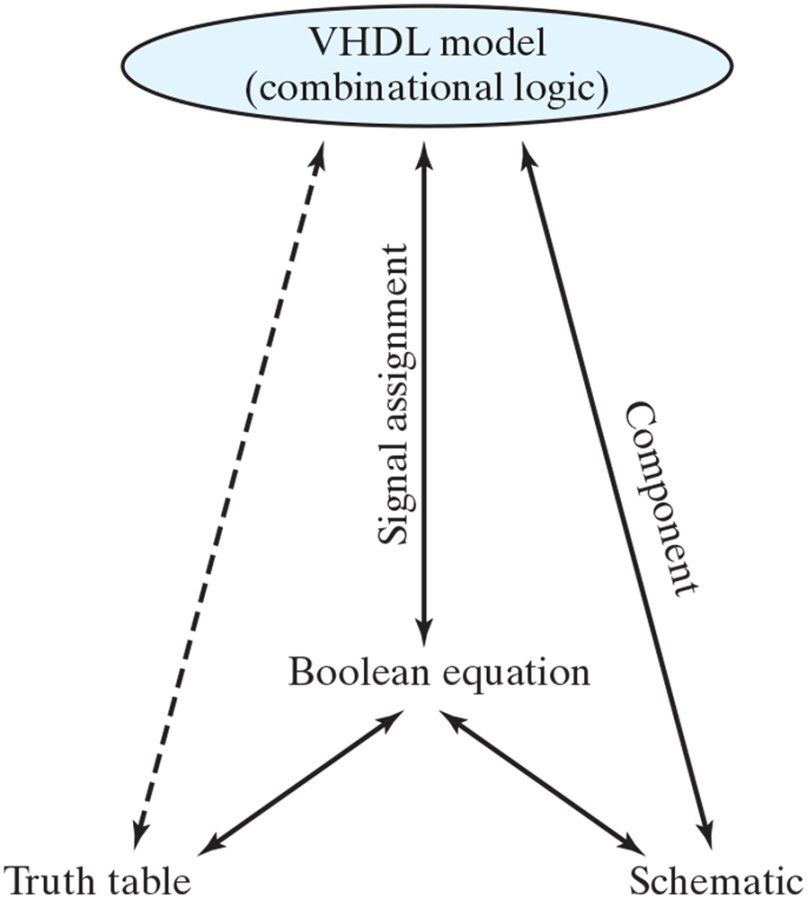 VHDL model
(combinational logic)
Signal assignment
Component
Boolean equation
Truth table
Schematic